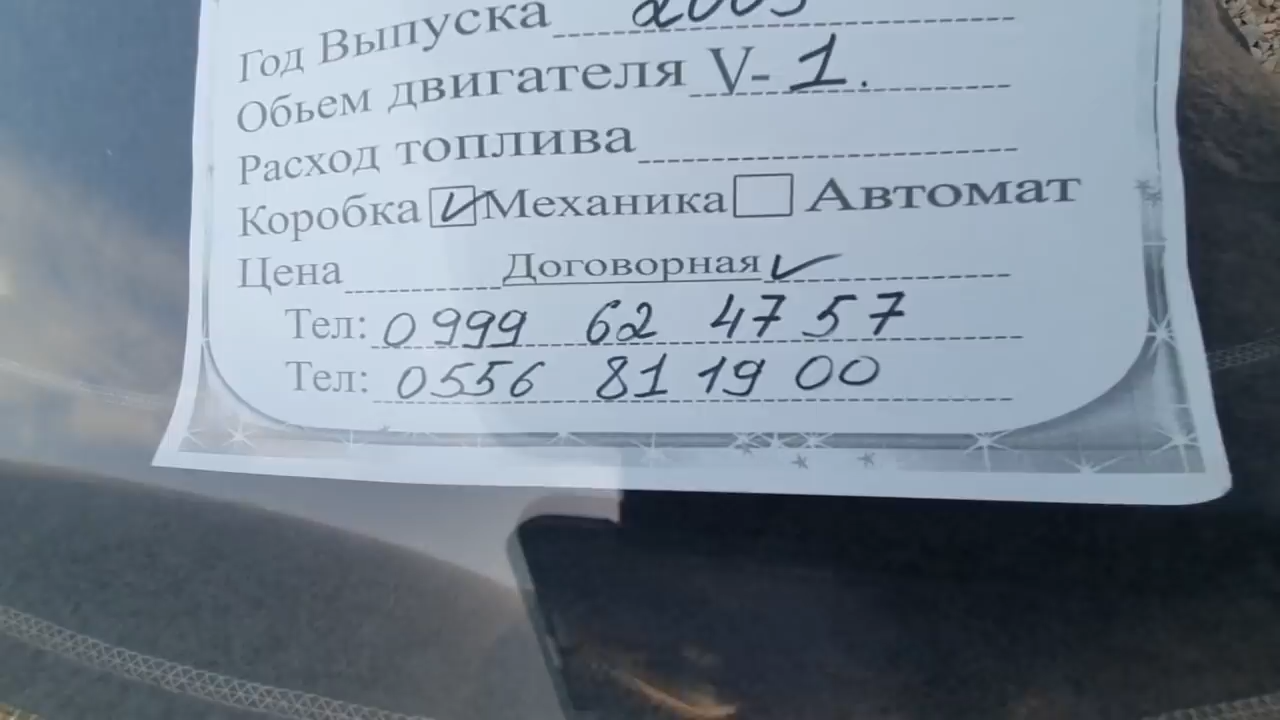 Год Выпуска
Обьем двигателя V-1.
Расход топлива
Коробка Механика Автомат
Цена Договорная
Тел: 0999 62 47 57
Тел: 0556 81 19 00